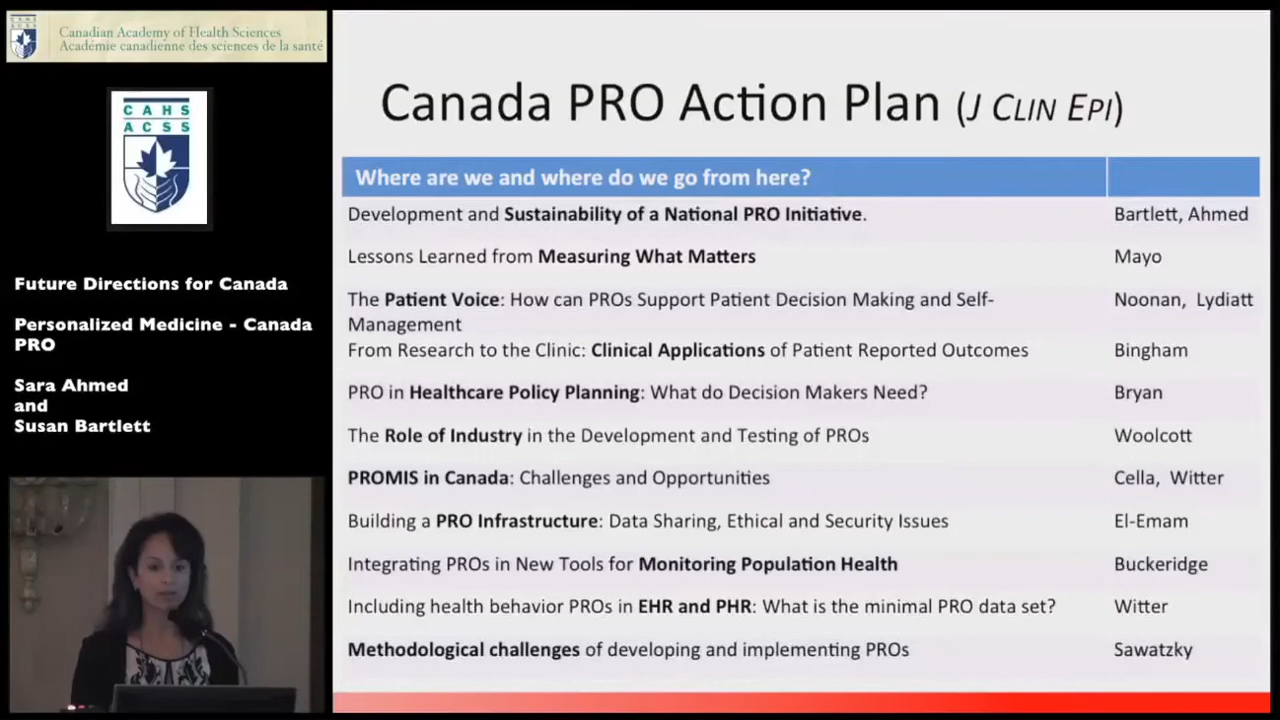 Canadian Academy of Health Sciences
Académie canadienne des sciences de la santé
CAHS
ACSS
Future Directions for Canada
Personalized Medicine - Canada
PRO
Sara Ahmed
and
Susan Bartlett
Canada PRO Action Plan (J CLIN EPI)
Where are we and where do we go from here?
Development and Sustainability of a National PRO Initiative. Bartlett, Ahmed
Lessons Learned from Measuring What Matters Mayo
The Patient Voice: How can PROs Support Patient Decision Making and Self- Noonan, Lydiatt
Management
From Research to the Clinic: Clinical Applications of Patient Reported Outcomes Bingham
PRO in Healthcare Policy Planning: What do Decision Makers Need? Bryan
The Role of Industry in the Development and Testing of PROs Woolcott
PROMIS in Canada: Challenges and Opportunities Cella, Witter
Building a PRO Infrastructure: Data Sharing, Ethical and Security Issues El-Emam
Integrating PROs in New Tools for Monitoring Population Health Buckeridge
Including health behavior PROs in EHR and PHR: What is the minimal PRO data set? Witter
Methodological challenges of developing and implementing PROs Sawatzky